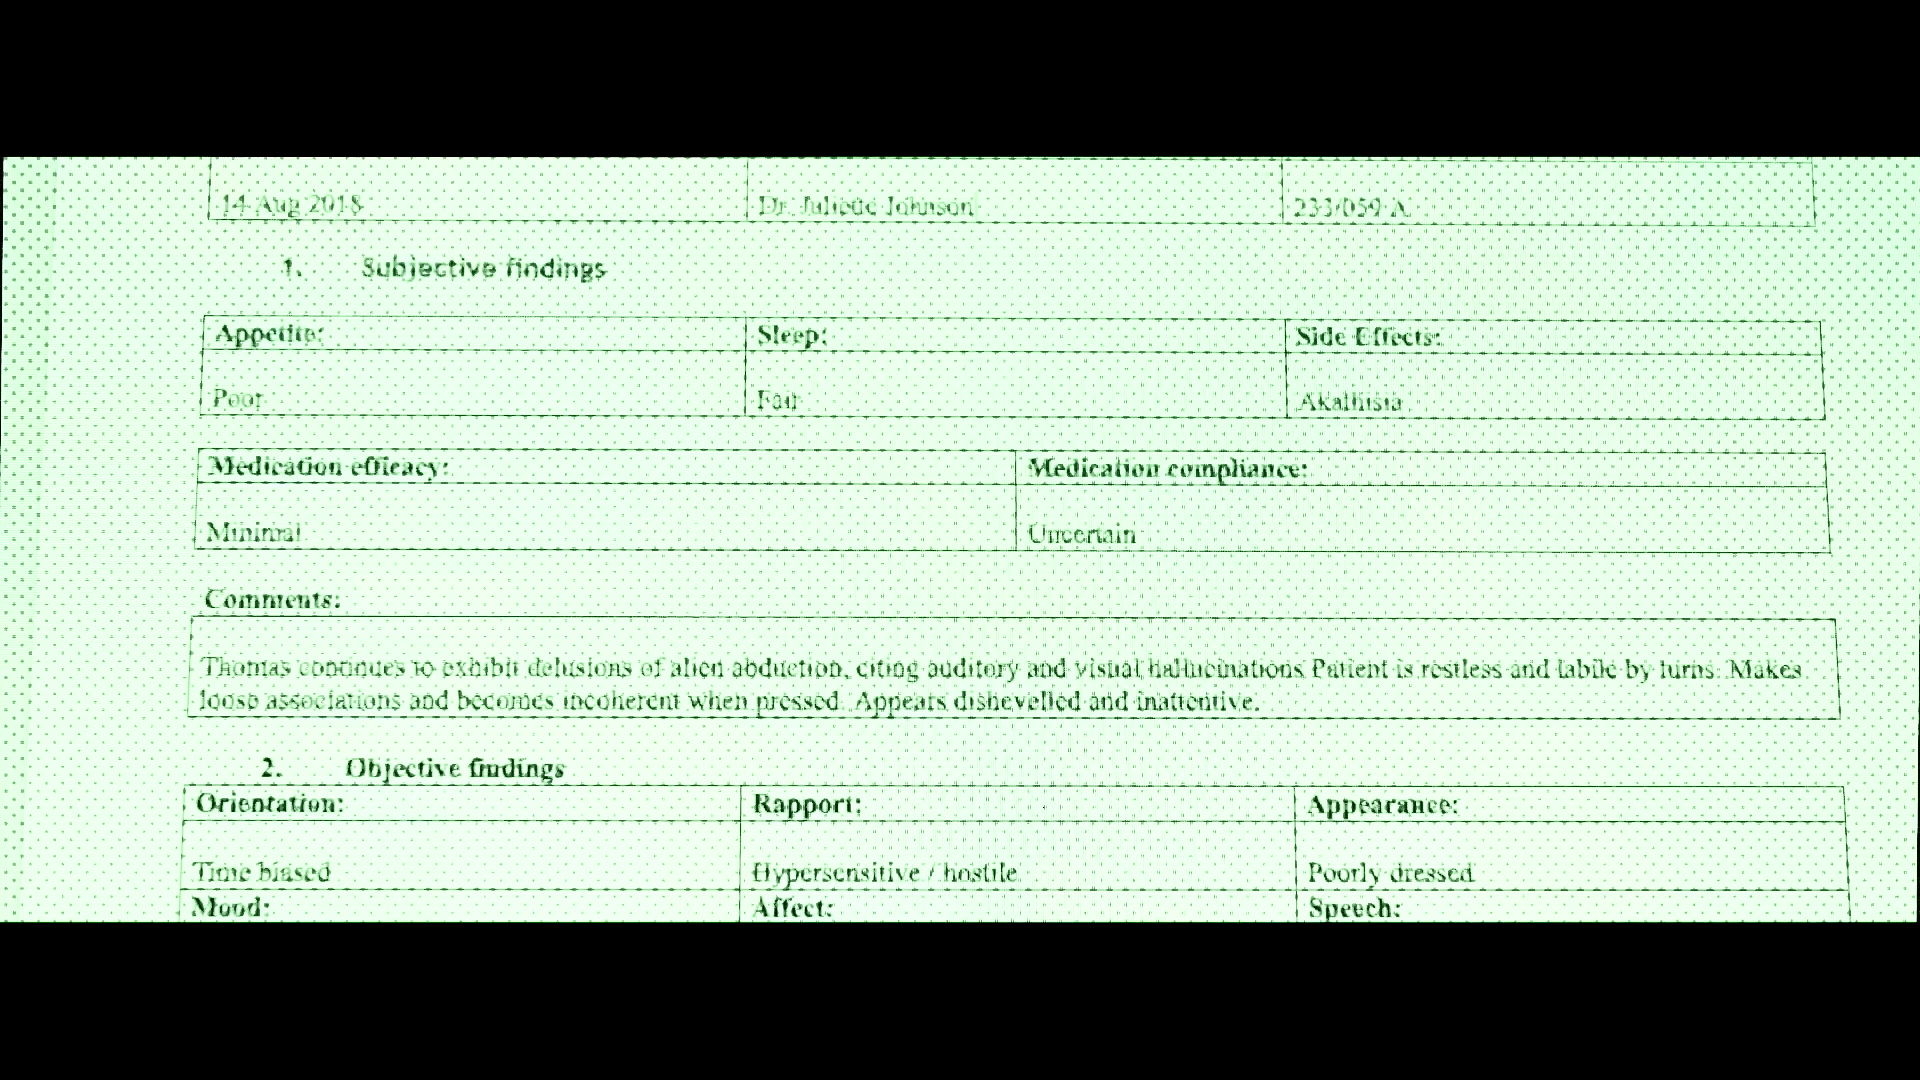 14 Aug 2018 Dr Juliette Johnson 233/059 A
1. Subjective findings
Appetite: Sleep: Side Effects:
Poor Fair Akathisia
Medication efficacy: Medication compliance:
Minimal Uncertain
Comments:
Thomas continues to exhibit delusions of alien abduction, citing auditory and visual hallucinations Patient is restless and labile by turns. Makes
loose associations and becomes incoherent when pressed. Appears dishevelled and inattentive.
2. Objective findings
Orientation: Rapport: Appearance:
Time biased Hypersensitive / hostile Poorly dressed
Mood: Affect: Speech: